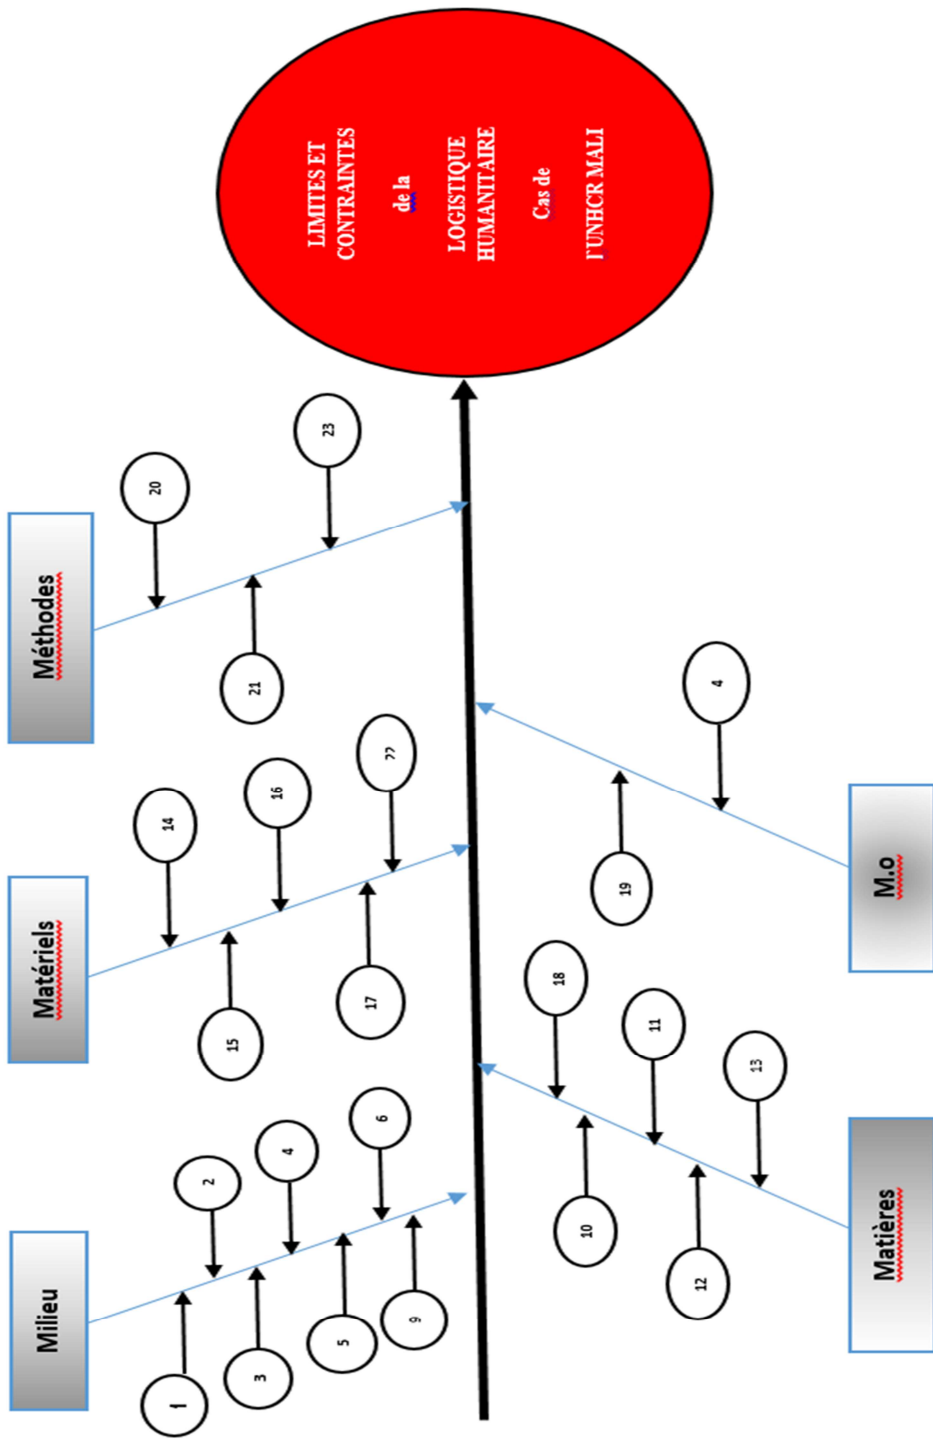 Milieu
Matériels
Méthodes
1
2
3
4
5
6
9
14
15
16
17
22
20
21
23
LIMITES ET
CONTRAINTES
de la
LOGISTIQUE
HUMANITAIRE
Cas de
l'UNHCR MALI
18
10
11
12
13
19
4
Matières
M.o